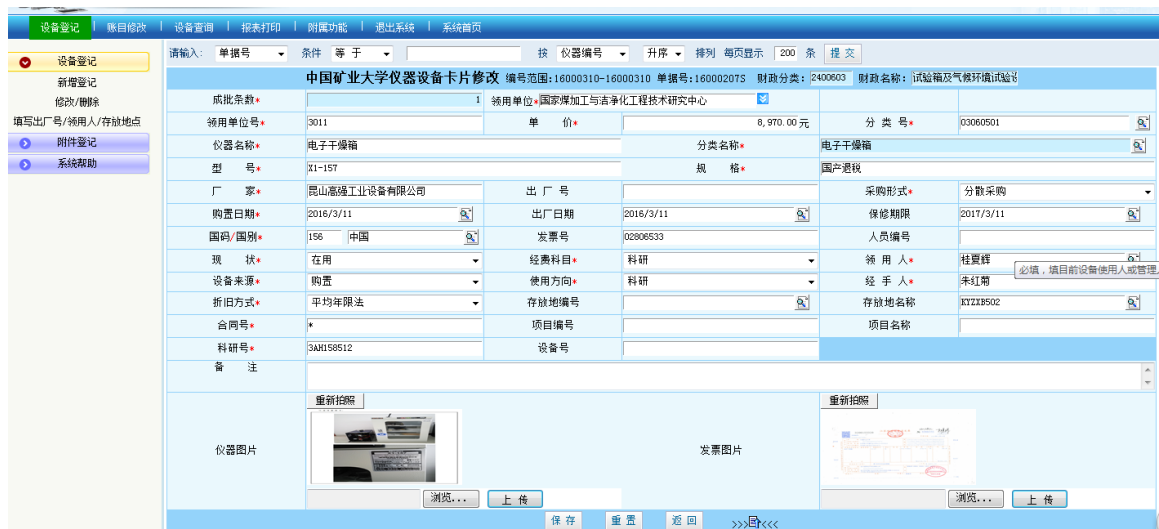 设备登记 账目修改 设备查询 报表打印 附属功能 退出系统 系统首页
设备登记
新增登记
修改/删除
填写出厂号/领用人/存放地点
附件登记
系统帮助
请输入: 单据号 条件 等 于 按 仪器编号 升序 排列 每页显示 200 条 提 交
中国矿业大学仪器设备卡片修改 编号范围:16000310-16000310 单据号:16000207S 财政分类: 2400603 财政名称: 试验箱及气候环境试验设
成批条数* 1 领用单位*国家煤加工与洁净化工程技术研究中心
领用单位号* 3011 单 价* 8,970.00元 分 类 号* 03060501
仪器名称* 电子干燥箱 分类名称* 电子干燥箱
型 号* X1-157 规 格* 国产退税
厂 家* 昆山高强工业设备有限公司 出 厂 号 采购形式* 分散采购
购置日期* 2016/3/11 出厂日期 2016/3/11 保修期限 2017/3/11
国码/国别* 156 中国 发票号 02806533 人员编号
现 状* 在用 经费科目* 科研 领 用 人* 桂夏辉
必填，填目前设备使用人或管理
设备来源* 购置 使用方向* 科研 经 手 人* 朱红菊
折旧方式* 平均年限法 存放地编号 存放地名称 KYZXB502
合同号* * 项目编号 项目名称
科研号* 3AH158512 设备号
备 注
重新拍照 重新拍照
仪器图片 发票图片
浏览... 上 传 浏览... 上 传
保 存 重 置 返 回 >>> <<<